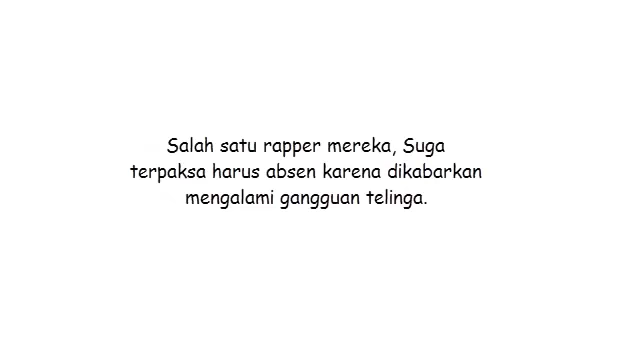 Salah satu rapper mereka, Suga
terpaksa harus absen karena dikabarkan
mengalami gangguan telinga.